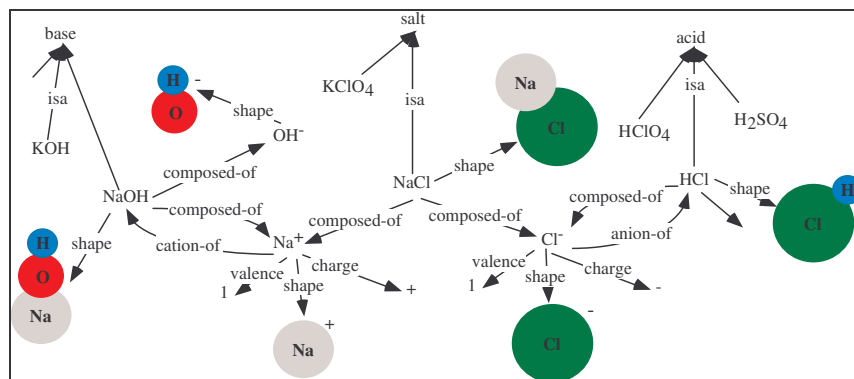 base
salt
acid
isa
KOH
H -
O
shape
OH-
KClO4
isa
Na
Cl
isa
HClO4
H2SO4
NaOH
composed-of
composed-of
cation-of
shape
H
O
Na
NaCl
shape
composed-of
composed-of
Na+
valence
1
shape
charge
+
Na +
HCl
composed-of
shape
H
Cl
anion-of
Cl-
valence
1
shape
charge
-
Cl -